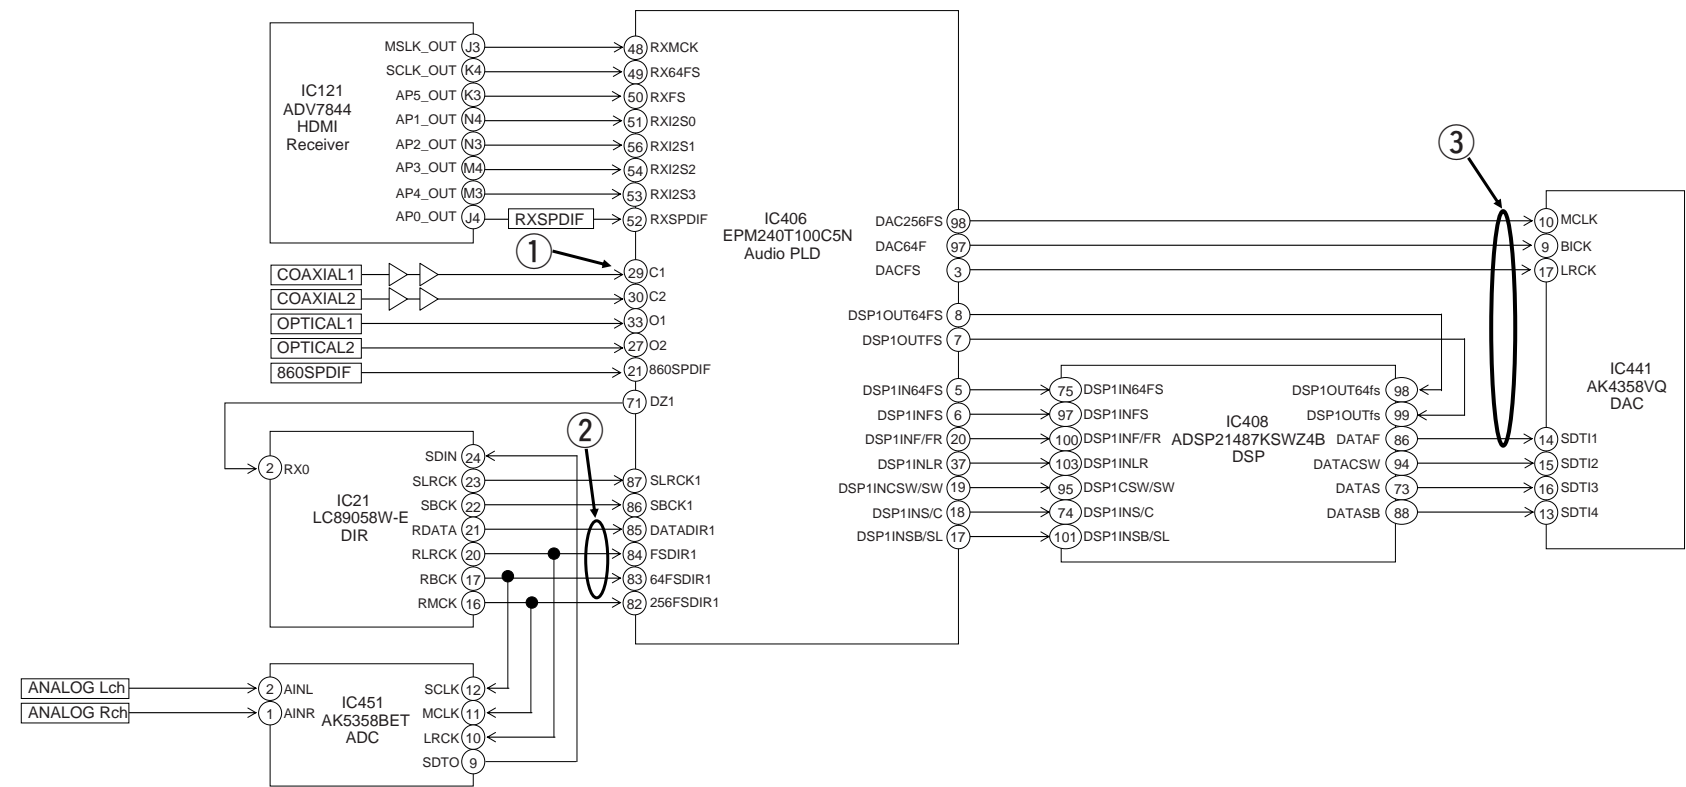 IC121
ADV7844
HDMI
Receiver
MSLK_OUT J3
SCLK_OUT K4
AP5_OUT K3
AP1_OUT N4
AP2_OUT N3
AP3_OUT M4
AP4_OUT M3
AP0_OUT J4
RXSPDIF
48 RXMCK
49 RX64FS
50 RXFS
51 RXI2S0
56 RXI2S1
54 RXI2S2
53 RXI2S3
52 RXSPDIF
①
COAXIAL1
COAXIAL2
OPTICAL1
OPTICAL2
860SPDIF
29 C1
30 C2
33 O1
27 O2
21 860SPDIF
71 DZ1
IC406
EPM240T100C5N
Audio PLD
②
2 RX0
IC21
LC89058W-E
DIR
SDIN 24
SLRCK 23
SBCK 22
RDATA 21
RLRCK 20
RBCK 17
RMCK 16
87 SLRCK1
86 SBCK1
85 DATADIR1
84 FSDIR1
83 64FSDIR1
82 256FSDIR1
ANALOG Lch
ANALOG Rch
2 AINL
1 AINR
IC451
AK5358BET
ADC
SCLK 12
MCLK 11
LRCK 10
SDTO 9
DAC256FS 98
DAC64F 97
DACFS 3
DSP1OUT64FS 8
DSP1OUTFS 7
DSP1IN64FS 5
DSP1INFS 6
DSP1INF/FR 20
DSP1INLR 37
DSP1INCSW/SW 19
DSP1INS/C 18
DSP1INSB/SL 17
75 DSP1IN64FS
97 DSP1INFS
100 DSP1INF/FR
103 DSP1INLR
95 DSP1CSW/SW
74 DSP1INS/C
101 DSP1INSB/SL
IC408
ADSP21487KSWZ4B
DSP
DSP1OUT64fs 98
DSP1OUTfs 99
DATAF 86
DATACSW 94
DATAS 73
DATASB 88
③
10 MCLK
9 BICK
17 LRCK
IC441
AK4358VQ
DAC
14 SDTI1
15 SDTI2
16 SDTI3
13 SDTI4